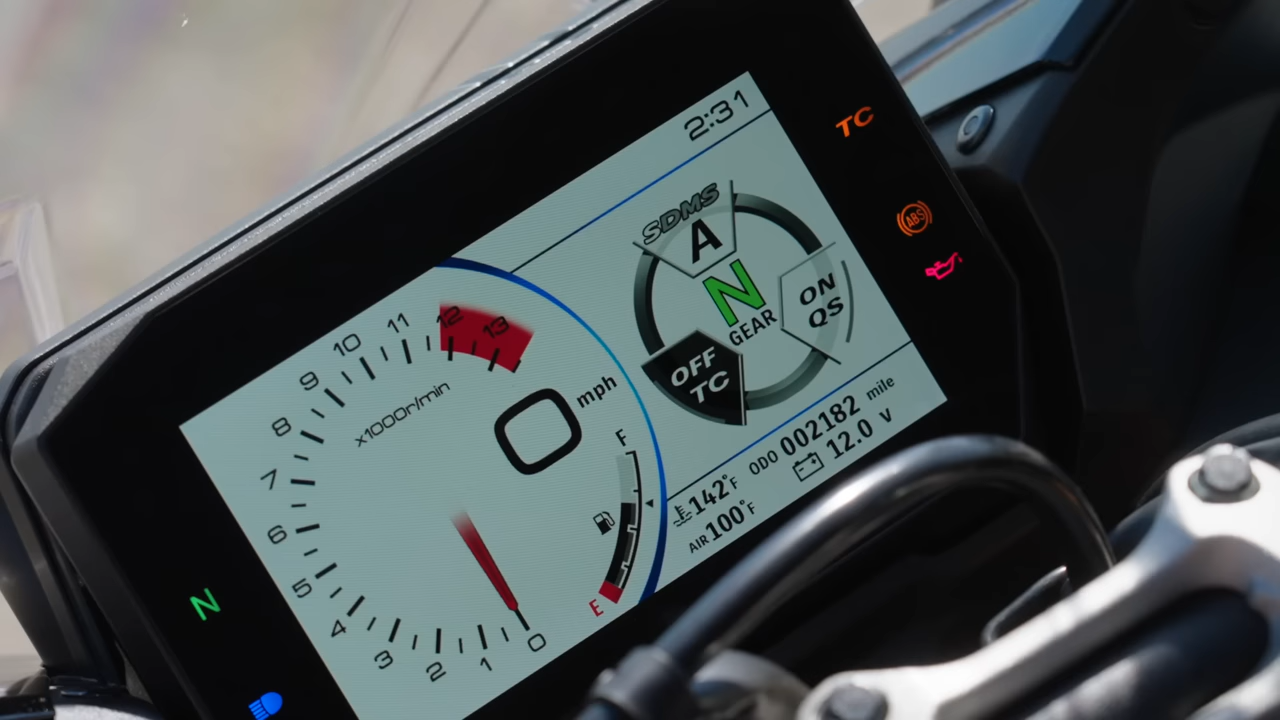 2:31
TC
ABS
SDMS
A
N
GEAR
ON
QS
OFF
TC
13
12
11
10
9
8
7
6
5
4
3
2
1
0
x1000r/min
0 mph
F
E
ODO 002182 mile
12.0 V
142°F
AIR 100°F
N